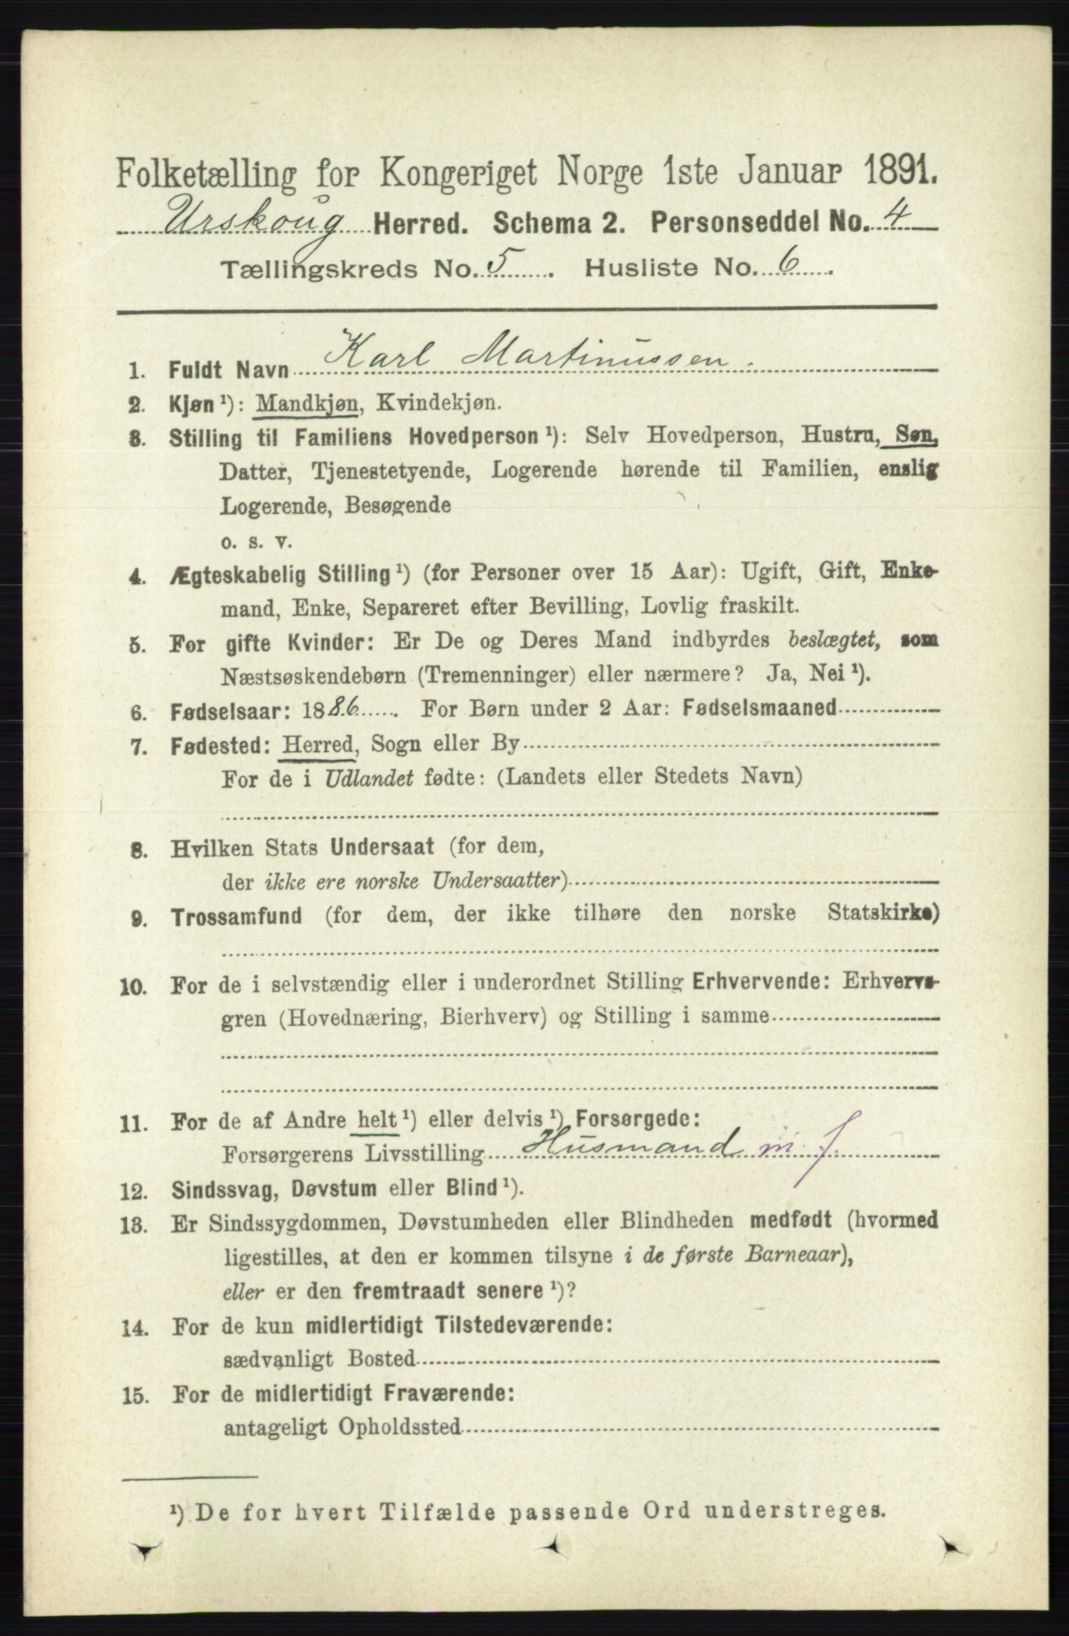 Folketælling for Kongeriget Norge 1ste Januar 1891.
Urskoug Herred. Schema 2. Personseddel No. 4
Tællingskreds No. 5. Husliste No. 6.
1. Fuldt Navn Karl Martinussen.
2. Kjøn ¹): Mandkjøn, Kvindekjøn.
3. Stilling til Familiens Hovedperson ¹): Selv Hovedperson, Hustru, Søn,
Datter, Tjenestetyende, Logerende hørende til Familien, enslig
Logerende, Besøgende
o. s. v.
4. Ægteskabelig Stilling ¹) (for Personer over 15 Aar): Ugift, Gift, Enke-
mand, Enke, Separeret efter Bevilling, Lovlig fraskilt.
5. For gifte Kvinder: Er De og Deres Mand indbyrdes beslægtet, som
Næstsøskendebørn (Tremenninger) eller nærmere? Ja, Nei ¹).
6. Fødselsaar: 1886. For Børn under 2 Aar: Fødselsmaaned
7. Fødested: Herred, Sogn eller By
For de i Udlandet fødte: (Landets eller Stedets Navn)
8. Hvilken Stats Undersaat (for dem,
der ikke ere norske Undersaatter)
9. Trossamfund (for dem, der ikke tilhøre den norske Statskirke)
10. For de i selvstændig eller i underordnet Stilling Erhvervende: Erhvervs-
gren (Hovednæring, Bierhverv) og Stilling i samme
11. For de af Andre helt ¹) eller delvis ¹) Forsørgede:
Forsørgerens Livsstilling Husmand m. J.
12. Sindssvag, Døvstum eller Blind ¹).
13. Er Sindssygdommen, Døvstumheden eller Blindheden medfødt (hvormed
ligestilles, at den er kommen tilsyne i de første Barneaar),
eller er den fremtraadt senere ¹)?
14. For de kun midlertidigt Tilstedeværende:
sædvanligt Bosted
15. For de midlertidigt Fraværende:
antageligt Opholdssted
¹) De for hvert Tilfælde passende Ord understreges.